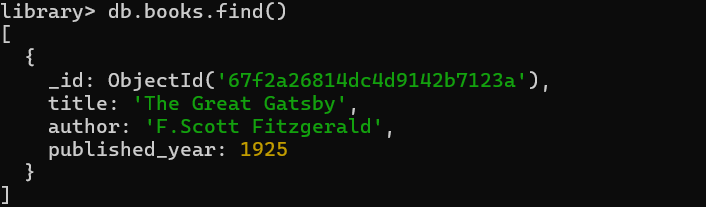 library> db.books.find()
[
  {
    _id: ObjectId('67f2a26814dc4d9142b7123a'),
    title: 'The Great Gatsby',
    author: 'F.Scott Fitzgerald',
    published_year: 1925
  }
]